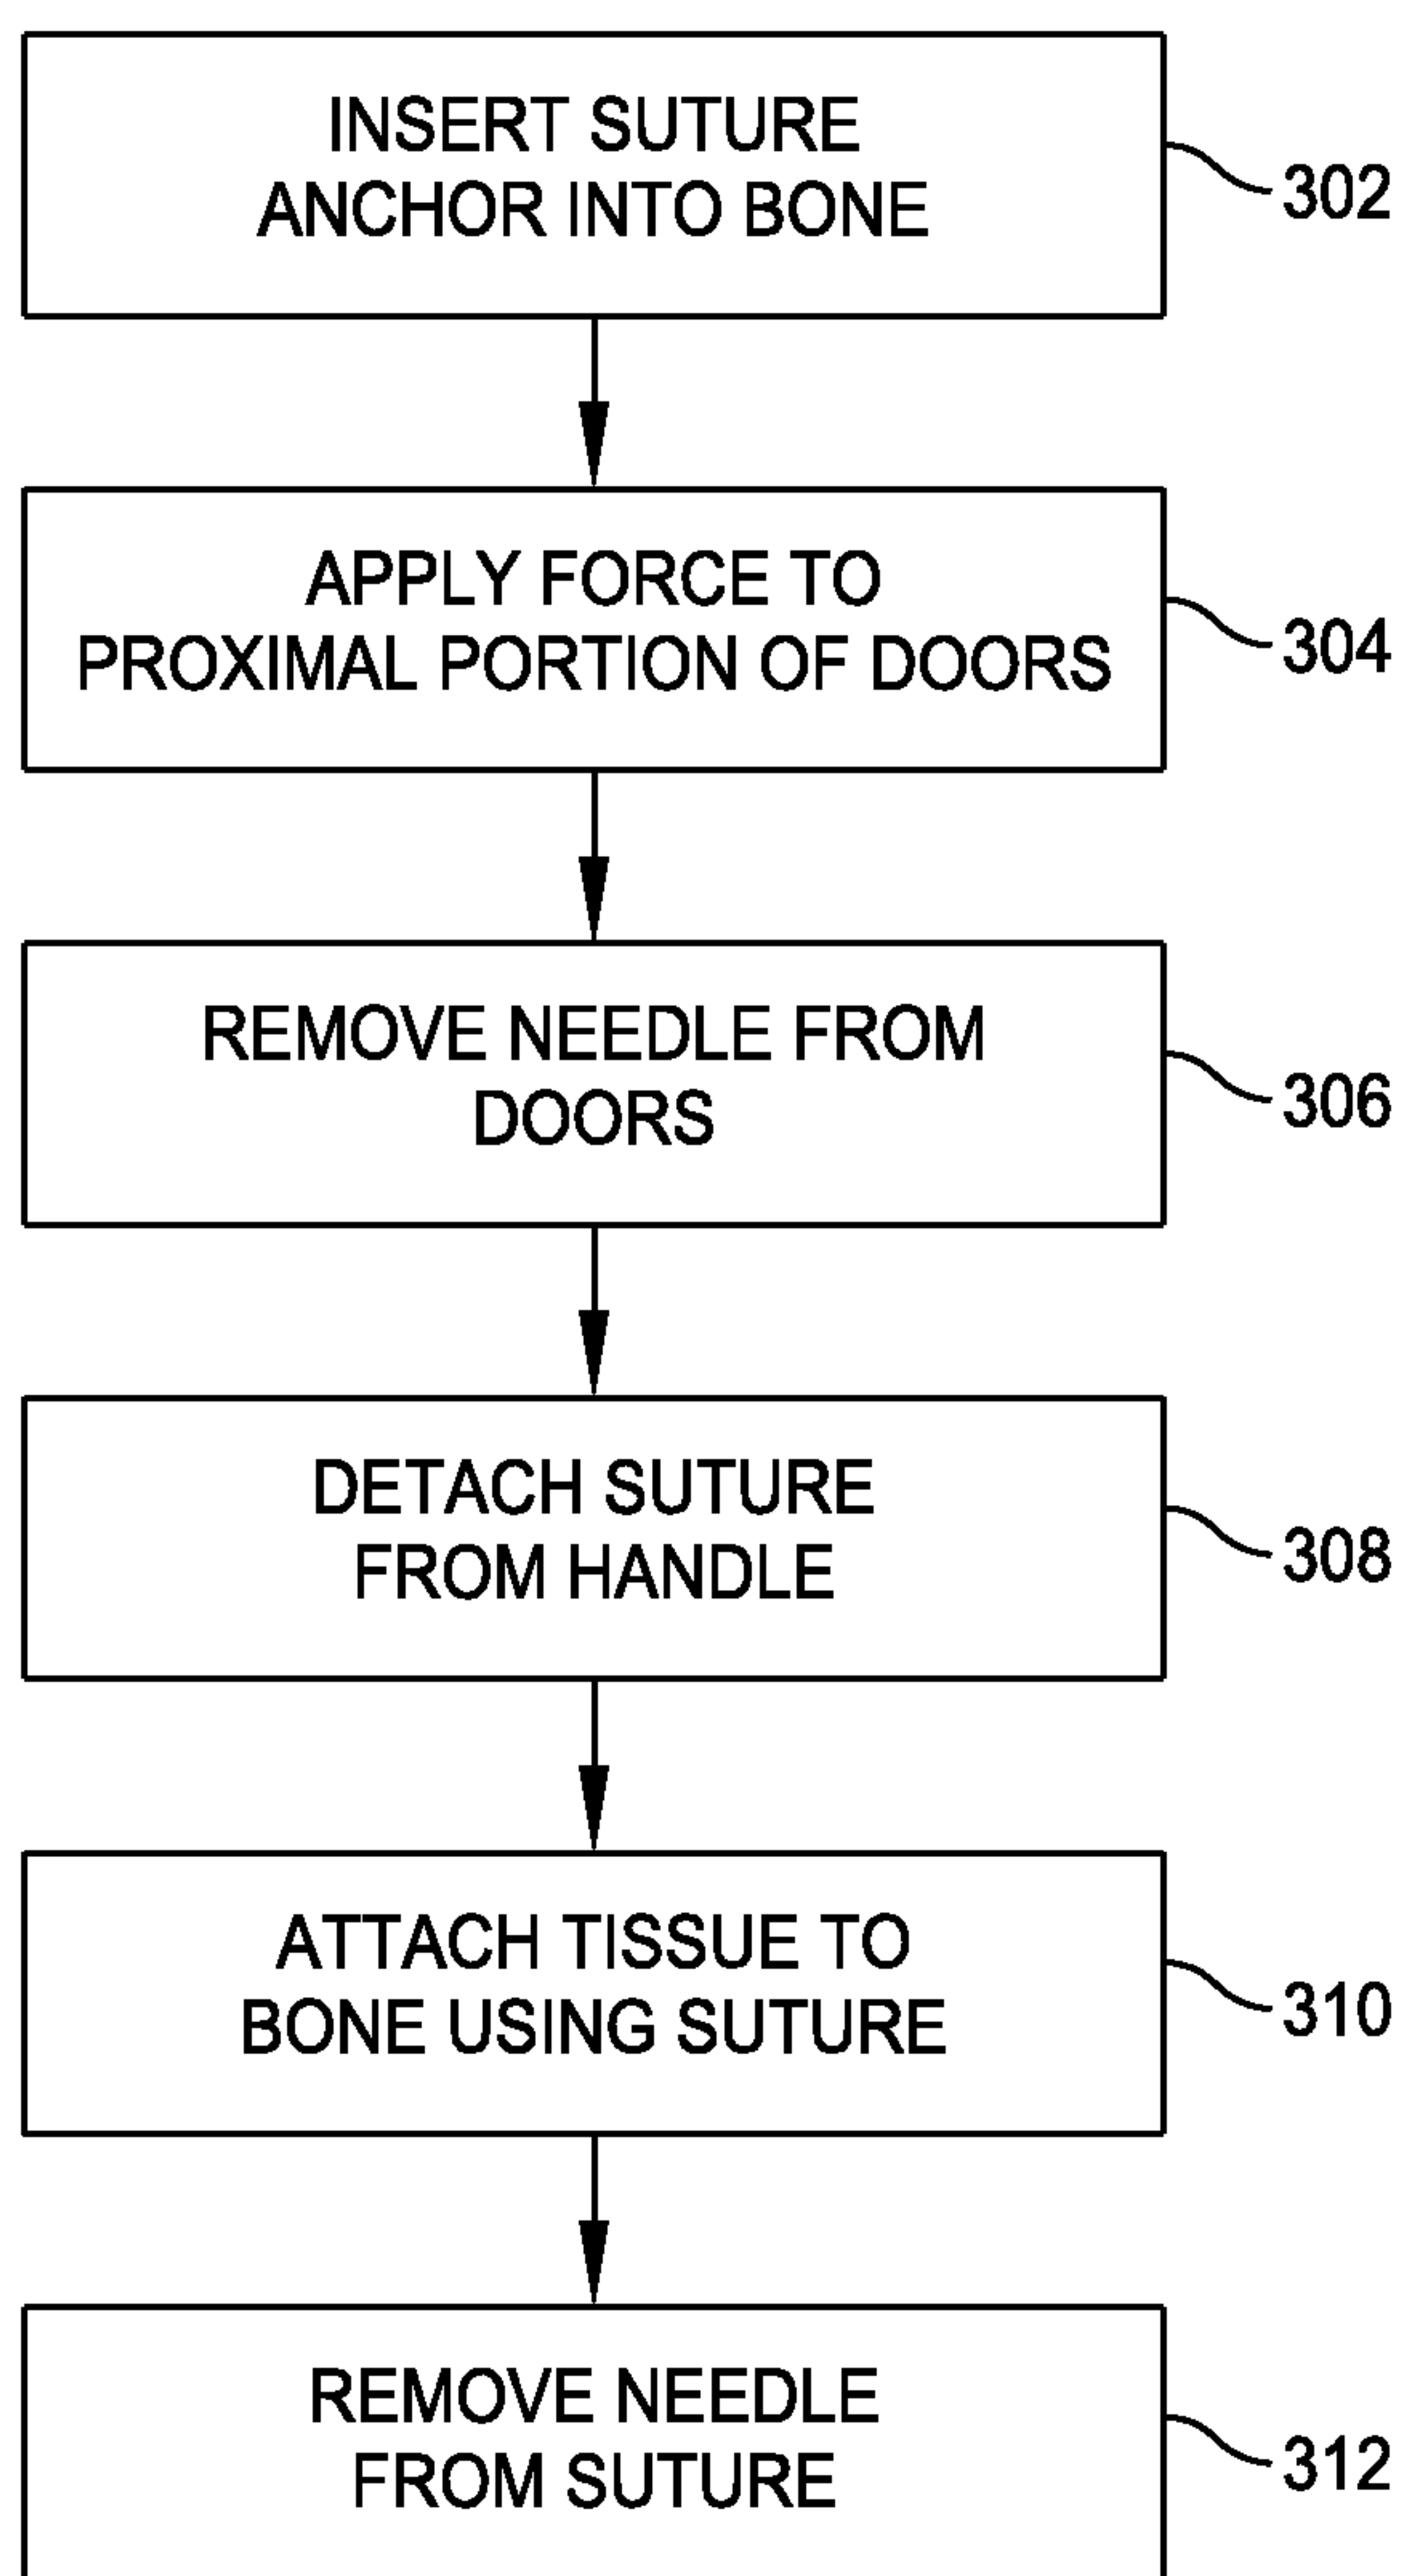 INSERT SUTURE
ANCHOR INTO BONE
302
APPLY FORCE TO
PROXIMAL PORTION OF DOORS
304
REMOVE NEEDLE FROM
DOORS
306
DETACH SUTURE
FROM HANDLE
308
ATTACH TISSUE TO
BONE USING SUTURE
310
REMOVE NEEDLE
FROM SUTURE
312